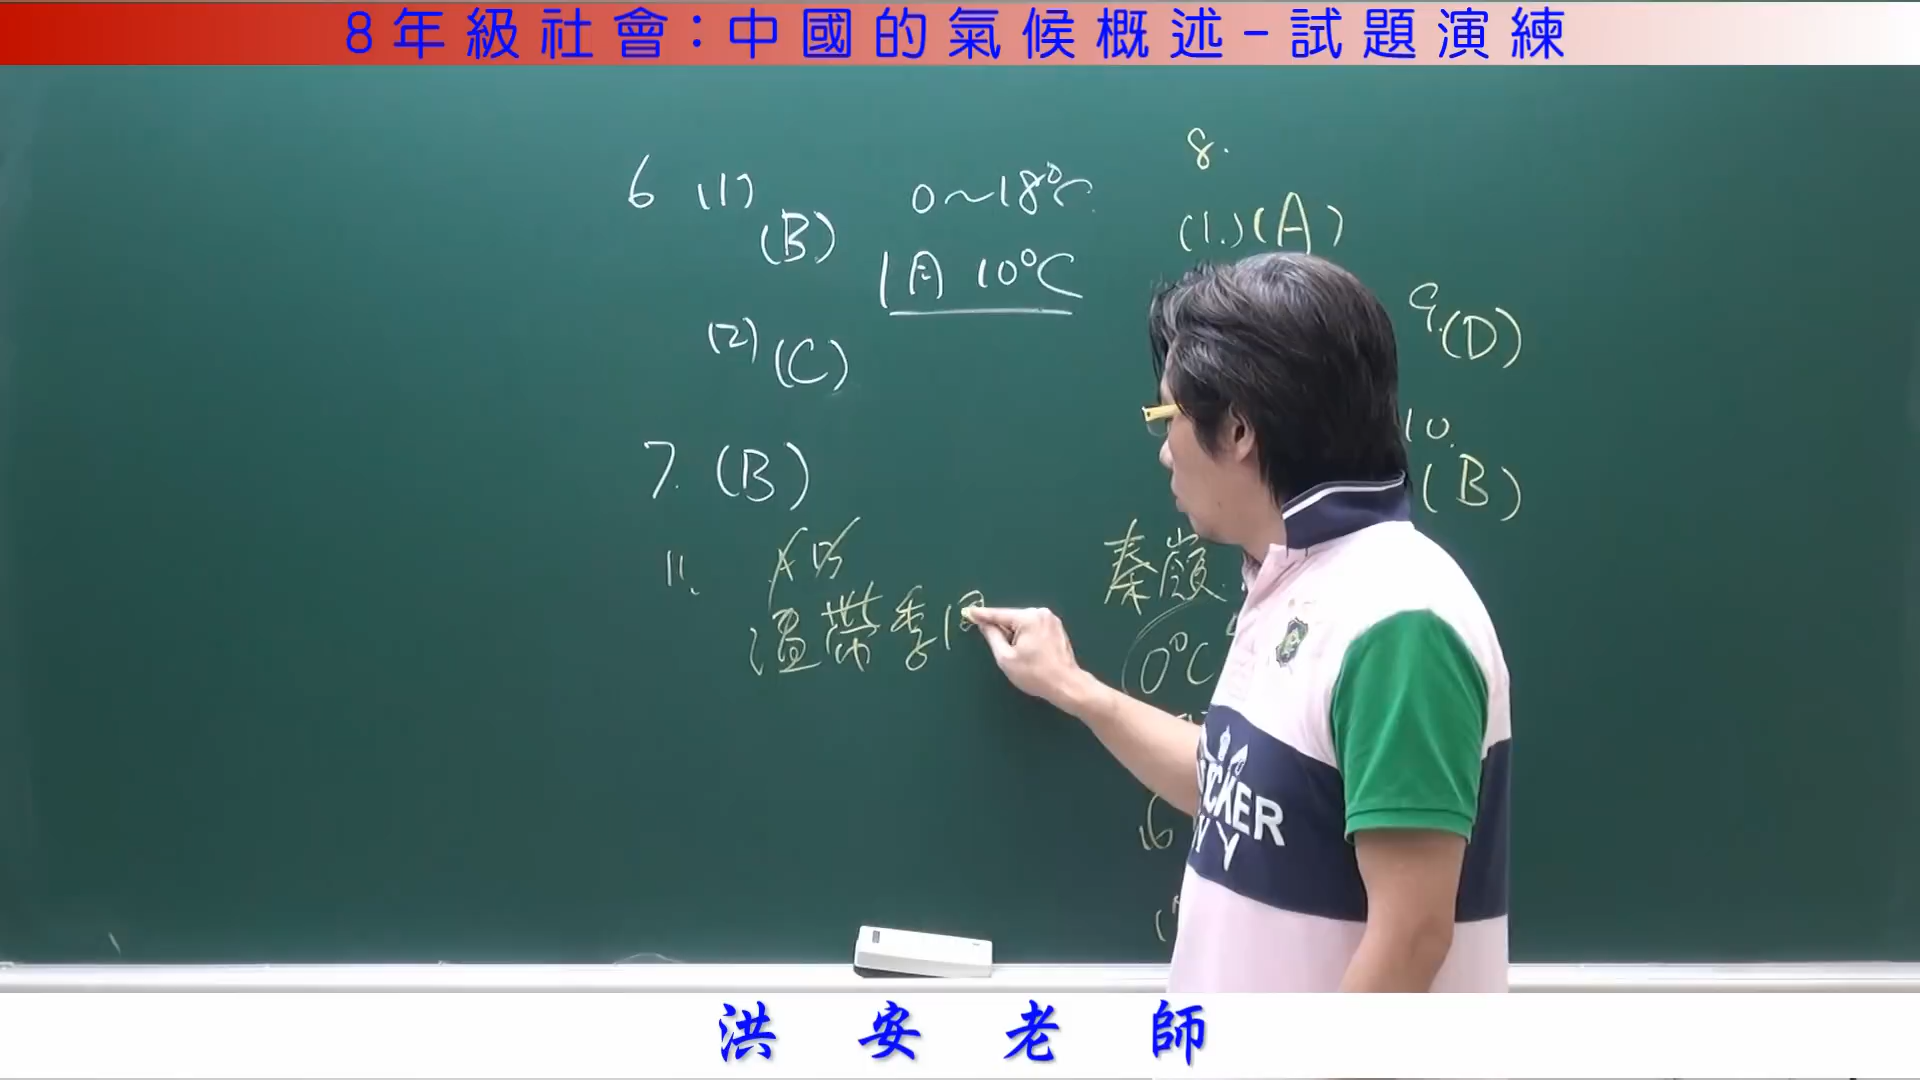 8年級社會:中國的氣候概述-試題演練
6 (1)
(B)
0～18°C
1月 10°C
(2)
(C)
7. (B)
8.
(1.)(A)
9.
(D)
10.
(B)
11.
溫帶季風
秦嶺
0°C
CKER
洪安老師